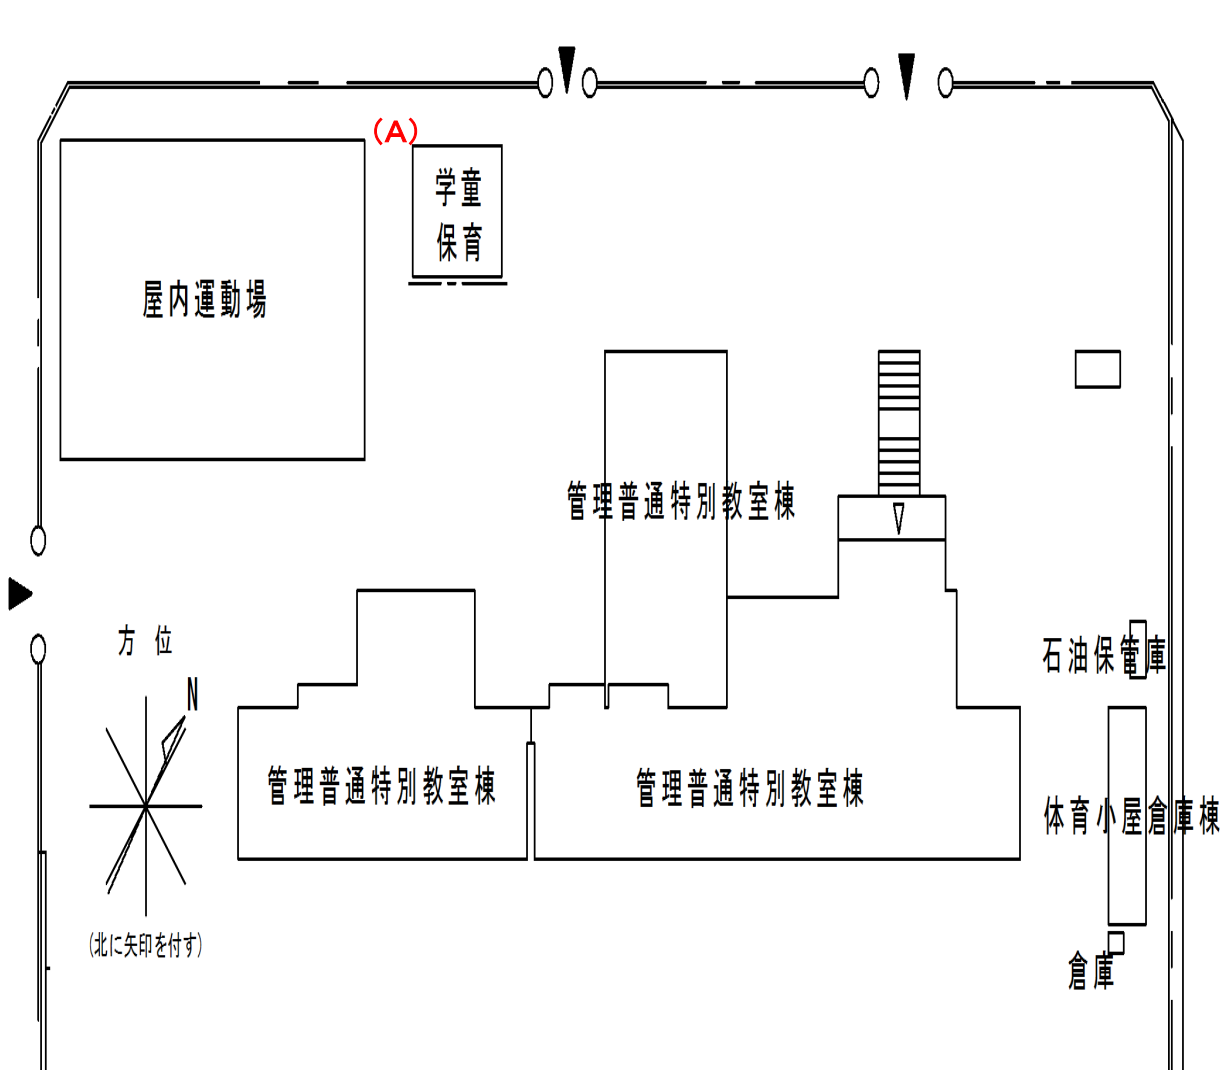 (A)
学童
保育
屋内運動場
管理普通特別教室棟
方位
N
石油保管庫
管理普通特別教室棟
管理普通特別教室棟
体育小屋倉庫棟
(北に矢印を付す)
倉庫